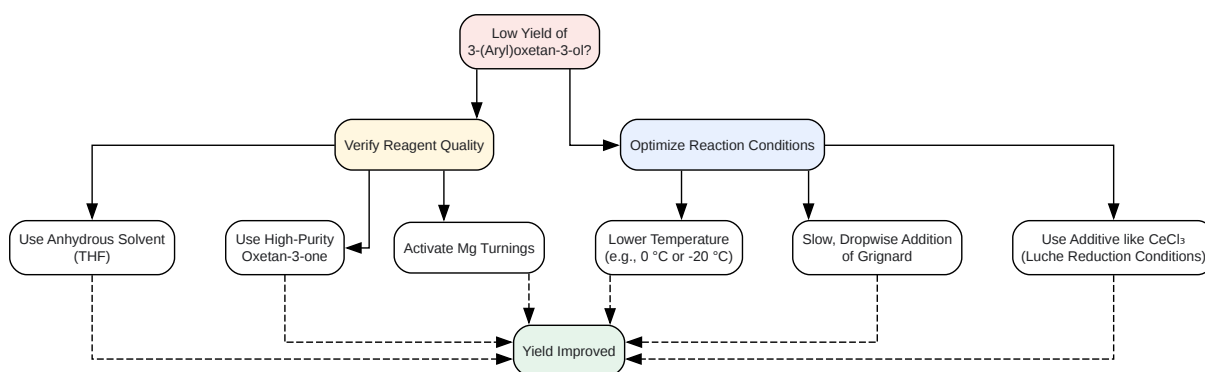 Low Yield of
3-(Aryl)oxetan-3-ol?
Verify Reagent Quality
Optimize Reaction Conditions
Use Anhydrous Solvent
(THF)
Use High-Purity
Oxetan-3-one
Activate Mg Turnings
Lower Temperature
(e.g., 0 °C or -20 °C)
Slow, Dropwise Addition
of Grignard
Use Additive like CeCl₃
(Luche Reduction Conditions)
Yield Improved